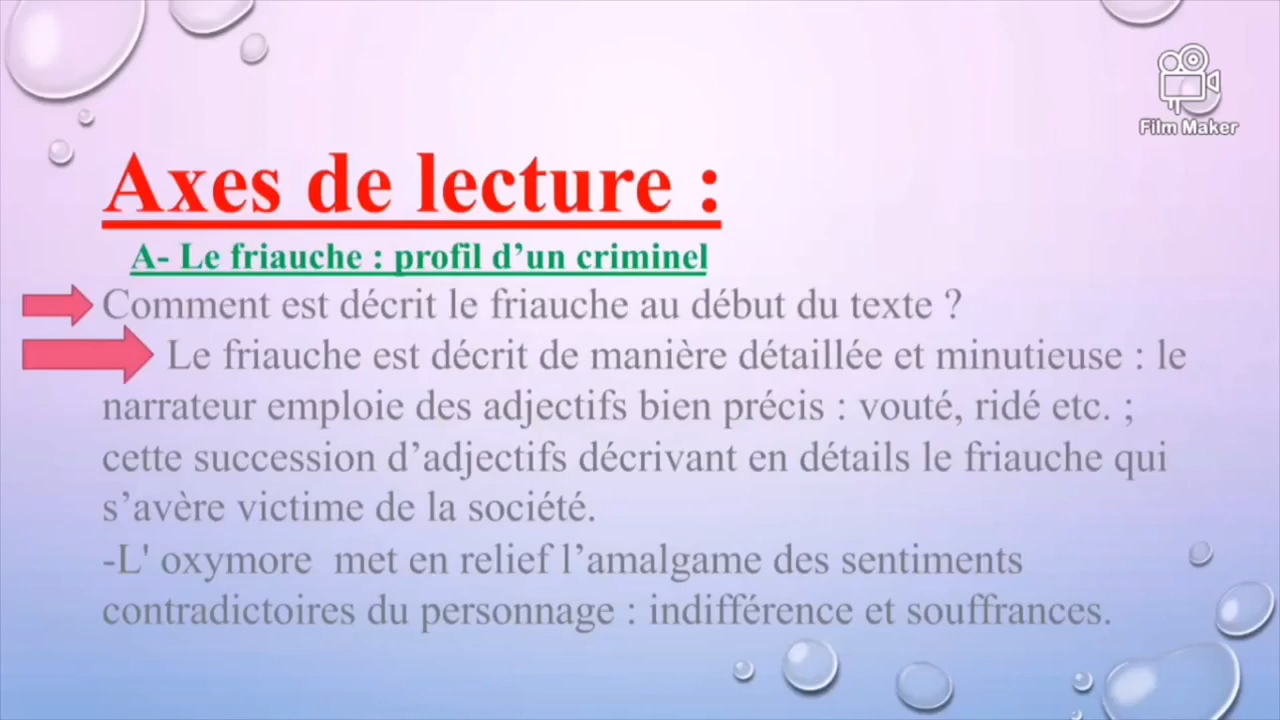 Film Maker
Axes de lecture :
A- Le friauche : profil d’un criminel
Comment est décrit le friauche au début du texte ?
Le friauche est décrit de manière détaillée et minutieuse : le
narrateur emploie des adjectifs bien précis : vouté, ridé etc. ;
cette succession d’adjectifs décrivant en détails le friauche qui
s’avère victime de la société.
-L' oxymore  met en relief l’amalgame des sentiments
contradictoires du personnage : indifférence et souffrances.